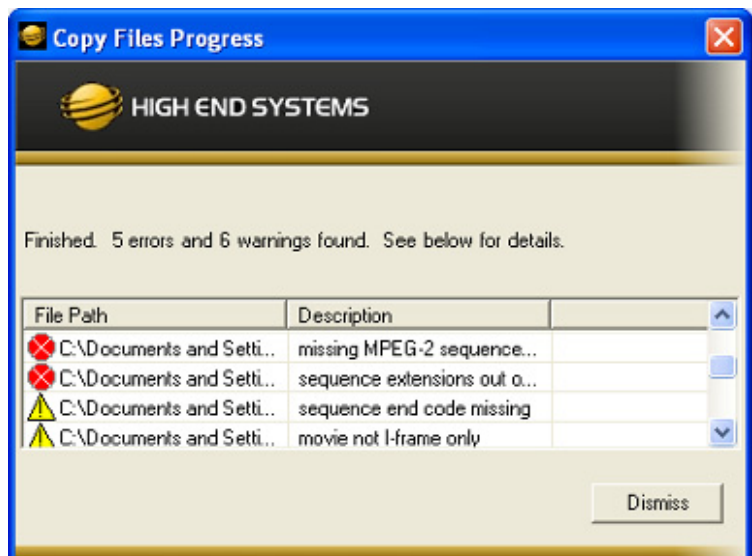 Copy Files Progress
HIGH END SYSTEMS
Finished. 5 errors and 6 warnings found. See below for details.
File Path Description
C:\Documents and Setti... missing MPEG-2 sequence...
C:\Documents and Setti... sequence extensions out o...
C:\Documents and Setti... sequence end code missing
C:\Documents and Setti... movie not I-frame only
Dismiss